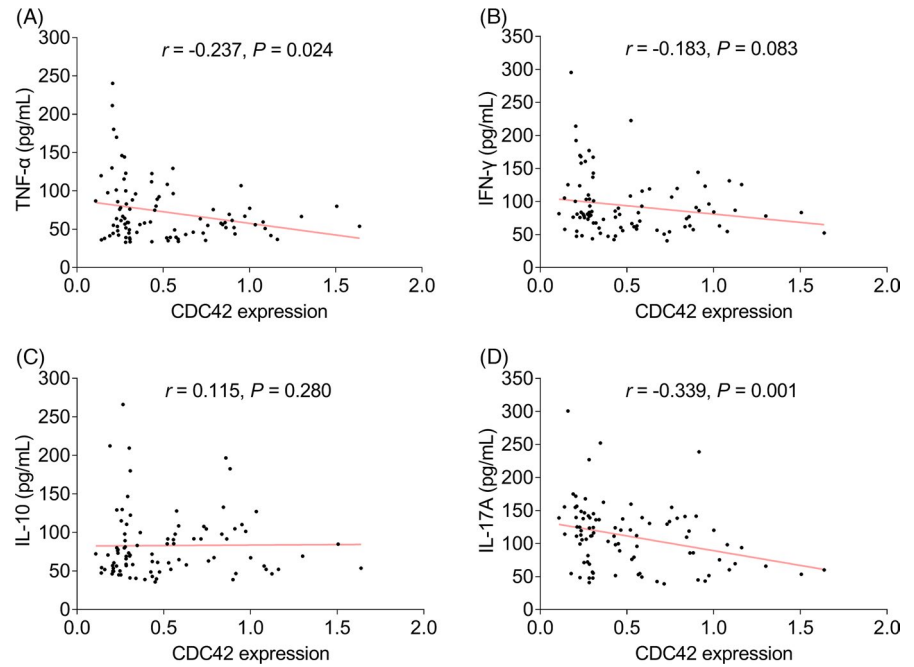 (A)
r = -0.237, P = 0.024
TNF-α (pg/mL)
300
250
200
150
100
50
0
0.0 0.5 1.0 1.5 2.0
CDC42 expression
(B)
r = -0.183, P = 0.083
IFN-γ (pg/mL)
350
300
250
200
150
100
50
0
0.0 0.5 1.0 1.5 2.0
CDC42 expression
(C)
r = 0.115, P = 0.280
IL-10 (pg/mL)
300
250
200
150
100
50
0
0.0 0.5 1.0 1.5 2.0
CDC42 expression
(D)
r = -0.339, P = 0.001
IL-17A (pg/mL)
350
300
250
200
150
100
50
0
0.0 0.5 1.0 1.5 2.0
CDC42 expression